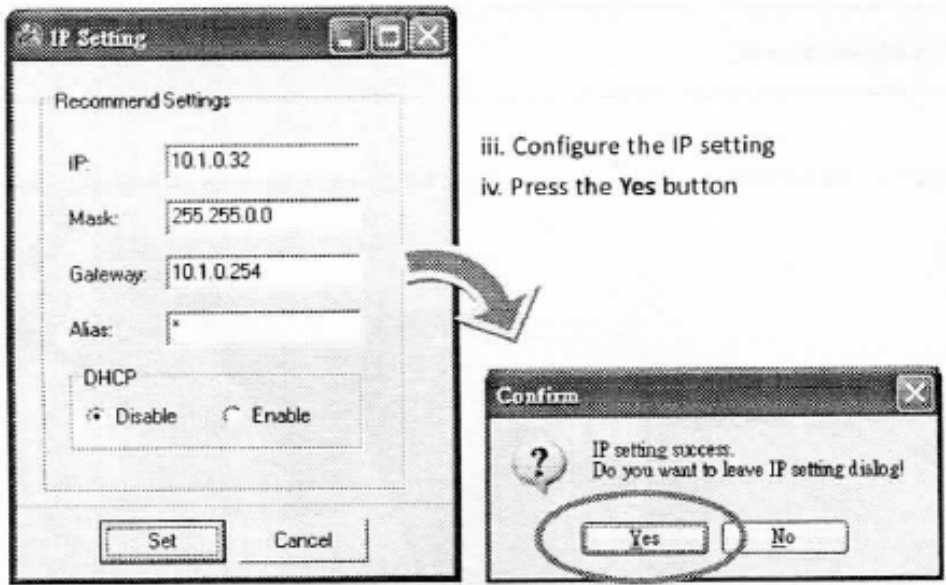 IP Setting
Recommend Settings
IP: 10.1.0.32
Mask: 255.255.0.0
Gateway: 10.1.0.254
Alias: *
DHCP
Disable Enable
Set Cancel
iii. Configure the IP setting
iv. Press the Yes button
Confirm
?
IP setting success.
Do you want to leave IP setting dialog!
Yes No